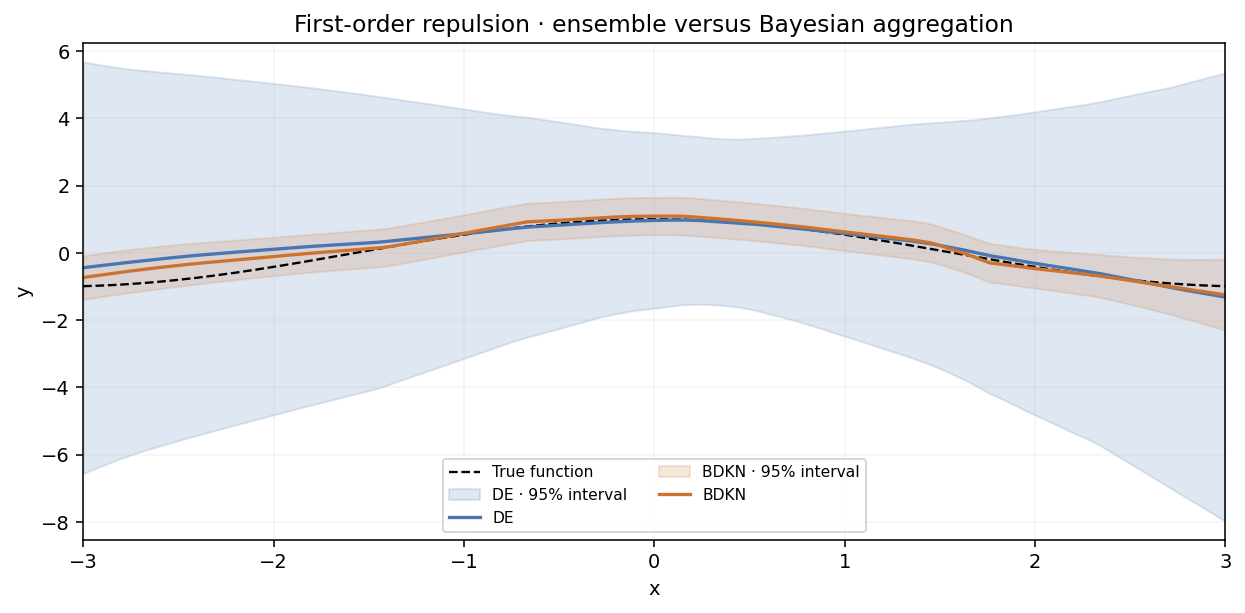 First-order repulsion · ensemble versus Bayesian aggregation
y
6
4
2
0
−2
−4
−6
−8
True function
DE · 95% interval
DE
BDKN · 95% interval
BDKN
−3 −2 −1 0 1 2 3
x